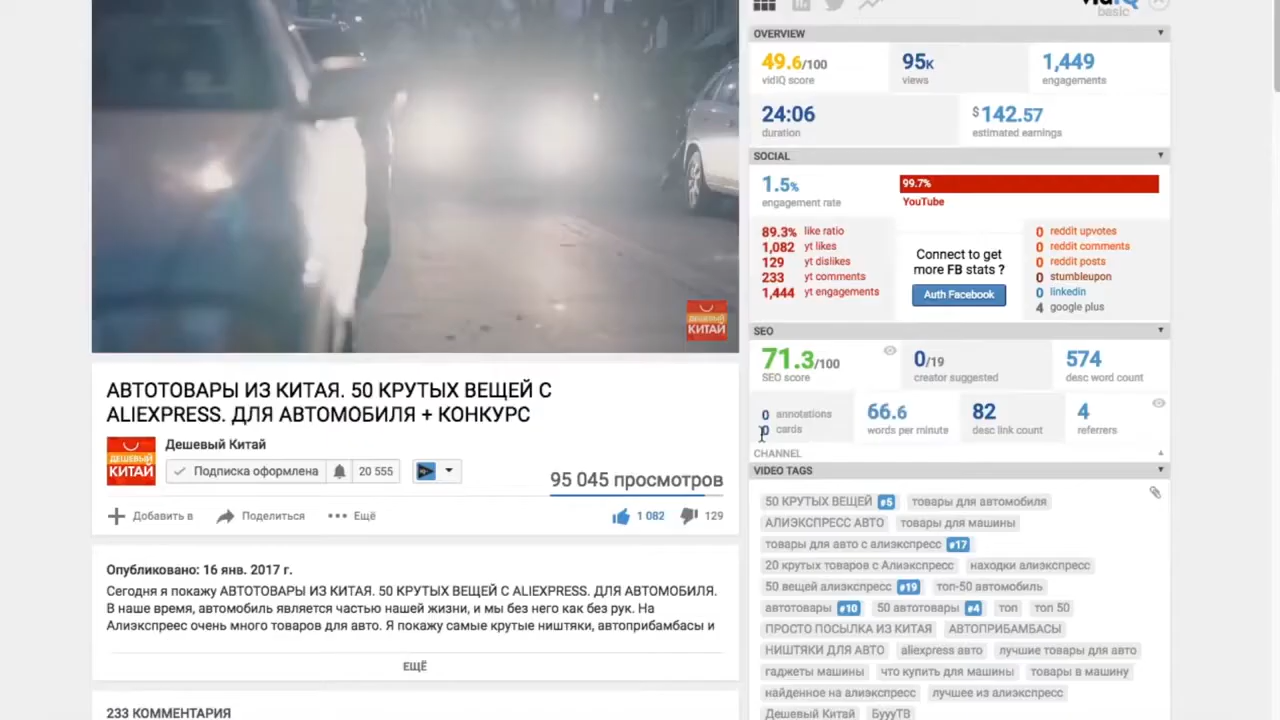 ДЕШЕВЫЙ
КИТАЙ
АВТОТОВАРЫ ИЗ КИТАЯ. 50 КРУТЫХ ВЕЩЕЙ С
ALIEXPRESS. ДЛЯ АВТОМОБИЛЯ + КОНКУРС
ДЕШЕВЫЙ
КИТАЙ
Дешевый Китай
Подписка оформлена 20 555
95 045 просмотров
Добавить в Поделиться Ещё 1 082 129
Опубликовано: 16 янв. 2017 г.
Сегодня я покажу АВТОТОВАРЫ ИЗ КИТАЯ. 50 КРУТЫХ ВЕЩЕЙ С ALIEXPRESS. ДЛЯ АВТОМОБИЛЯ.
В наше время, автомобиль является частью нашей жизни, и мы без него как без рук. На
Алиэкспреес очень много товаров для авто. Я покажу самые крутые ништяки, автоприбамбасы и
ЕЩЁ
233 КОММЕНТАРИЯ
vidIQ
basic
OVERVIEW
49.6/100 95K 1,449
vidIQ score views engagements
24:06 $142.57
duration estimated earnings
SOCIAL
1.5% 99.7%
engagement rate YouTube
89.3% like ratio
1,082 yt likes
129 yt dislikes
233 yt comments
1,444 yt engagements
Connect to get
more FB stats ?
Auth Facebook
0 reddit upvotes
0 reddit comments
0 reddit posts
0 stumbleupon
0 linkedin
4 google plus
SEO
71.3/100 0/19 574
SEO score creator suggested desc word count
0 annotations
0 cards
66.6 82 4
words per minute desc link count referrers
CHANNEL
VIDEO TAGS
50 КРУТЫХ ВЕЩЕЙ #5 товары для автомобиля
АЛИЭКСПРЕСС АВТО товары для машины
товары для авто с алиэкспресс #17
20 крутых товаров с Алиэкспресс находки алиэкспресс
50 вещей алиэкспресс #19 топ-50 автомобиль
автотовары #10 50 автотовары #4 топ топ 50
ПРОСТО ПОСЫЛКА ИЗ КИТАЯ АВТОПРИБАМБАСЫ
НИШТЯКИ ДЛЯ АВТО aliexpress авто лучшие товары для авто
гаджеты машины что купить для машины товары в машину
найденное на алиэкспресс лучшее из алиэкспресс
Дешевый Китай БууучТВ